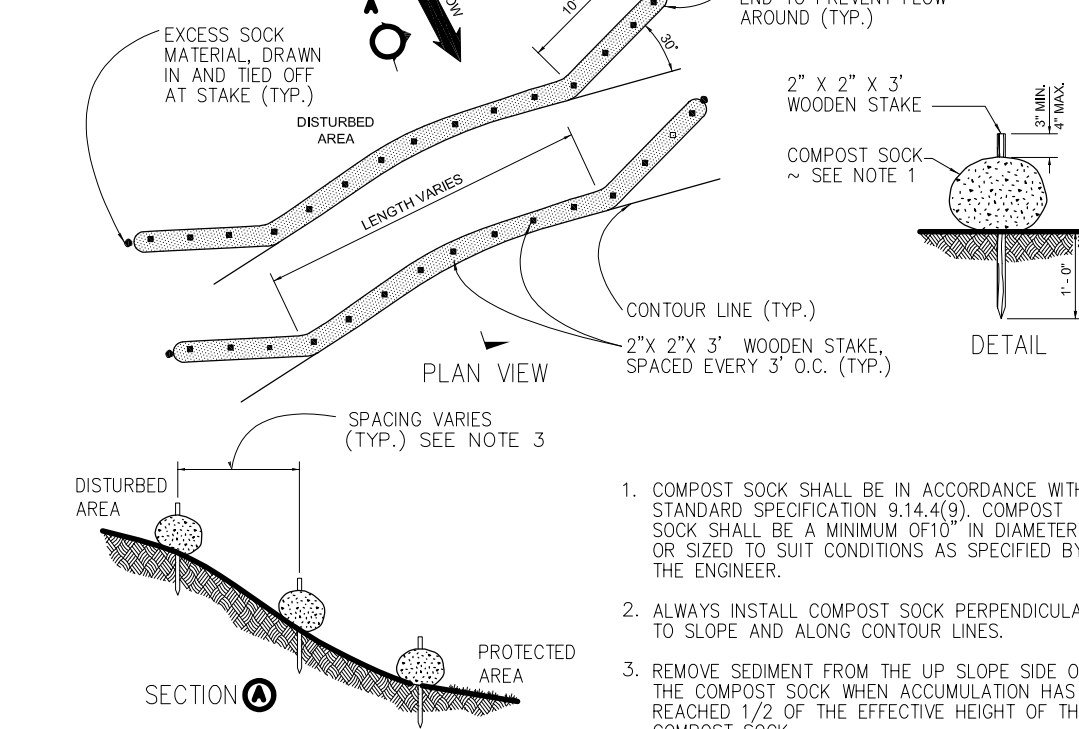 AROUND (TYP.)
EXCESS SOCK
MATERIAL, DRAWN
IN AND TIED OFF
AT STAKE (TYP.)
10'
30°
DISTURBED
AREA
LENGTH VARIES
2" X 2" X 3'
WOODEN STAKE
3" MIN.
4" MAX.
COMPOST SOCK
~ SEE NOTE 1
1'-0"
DETAIL
CONTOUR LINE (TYP.)
2"X 2"X 3' WOODEN STAKE,
SPACED EVERY 3' O.C. (TYP.)
PLAN VIEW
SPACING VARIES
(TYP.) SEE NOTE 3
DISTURBED
AREA
PROTECTED
AREA
SECTION A
1. COMPOST SOCK SHALL BE IN ACCORDANCE WITH
STANDARD SPECIFICATION 9.14.4(9). COMPOST
SOCK SHALL BE A MINIMUM OF10" IN DIAMETER
OR SIZED TO SUIT CONDITIONS AS SPECIFIED BY
THE ENGINEER.
2. ALWAYS INSTALL COMPOST SOCK PERPENDICULA
TO SLOPE AND ALONG CONTOUR LINES.
3. REMOVE SEDIMENT FROM THE UP SLOPE SIDE O
THE COMPOST SOCK WHEN ACCUMULATION HAS
REACHED 1/2 OF THE EFFECTIVE HEIGHT OF TH